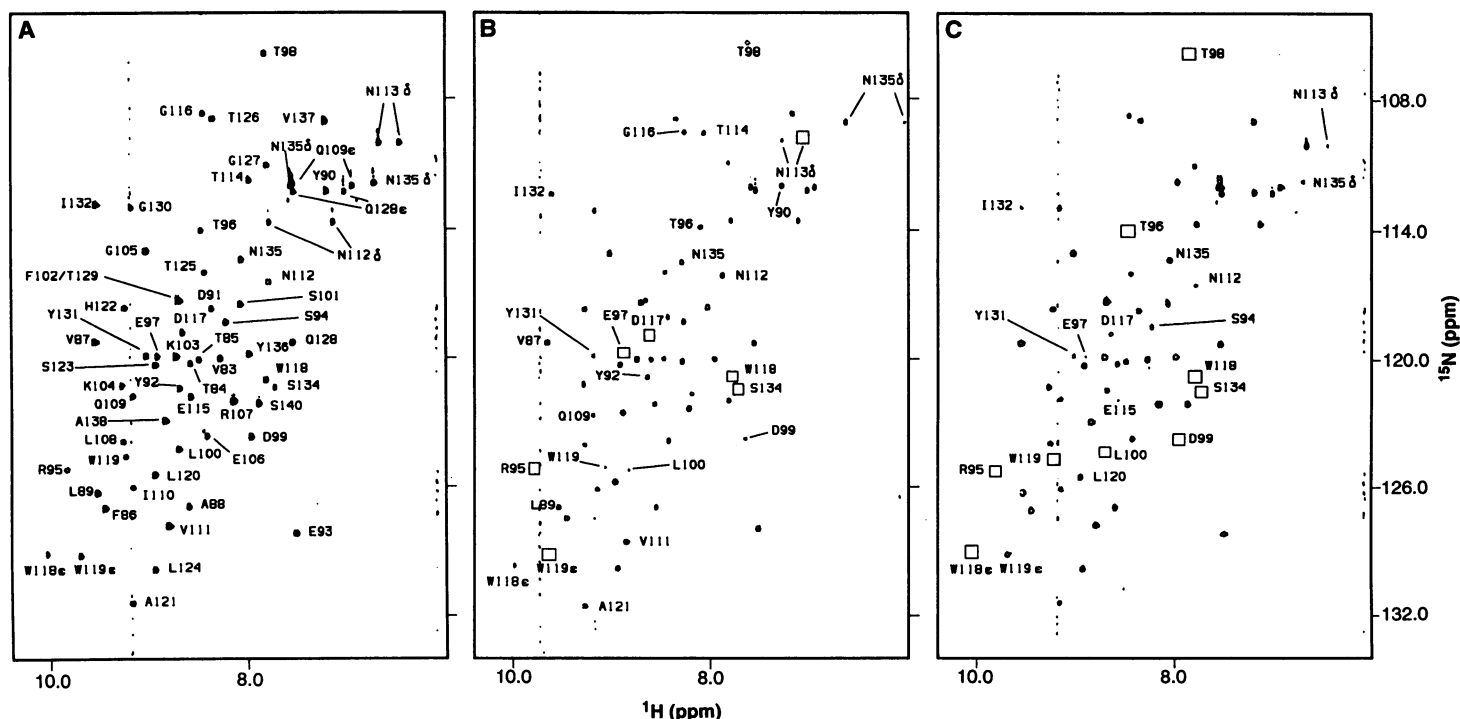 A
T98
N113 δ
G116
T126
V137
N135δ
Q109ε
G127
T114
Y90
N135 δ
I132
G130
Q128ε
T96
G105
N135
N112 δ
T125
F102/T129
N112
D91
S101
H122
Y131
E97
D117
S94
V87
K103
T85
Y136
Q128
S123
V83
W118
K104
Y92
T84
S134
Q109
E115
R107
S140
A138
L108
L100
D99
W119
E106
R95
L120
L89
I110
F86
A88
V111
E93
W118ε
W119ε
L124
A121
10.0
8.0
B
T98
N135δ
G116
T114
N113δ
I132
Y90
T96
N135
N112
Y131
E97
D117
V87
W118
Y92
S134
Q109
D99
W119
L100
R95
L89
V111
W119ε
W118ε
A121
10.0
8.0
¹H (ppm)
C
T98
N113 δ
N135 δ
I132
T96
N135
N112
Y131
E97
D117
S94
W118
S134
E115
D99
W119
L100
R95
L120
W118ε
W119ε
10.0
8.0
108.0
114.0
120.0
126.0
132.0
¹⁵N (ppm)